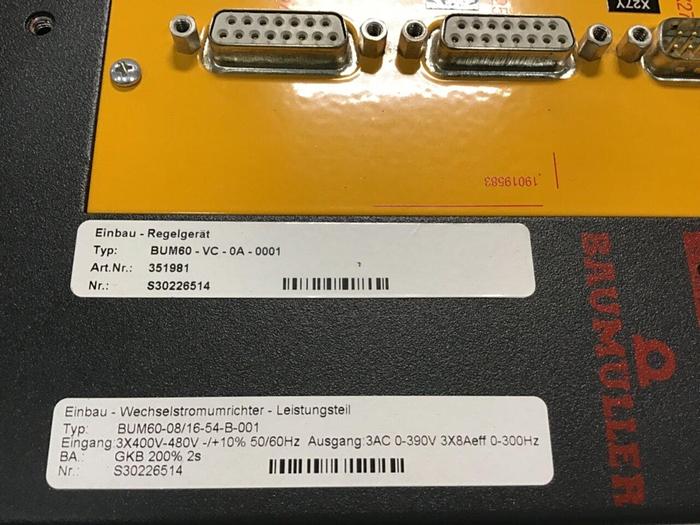 X27Y
19019583
Einbau - Regelgerät
Typ: BUM60 - VC - 0A - 0001
Art.Nr.: 351981
Nr.: S30226514
BAUMÜLLER
Einbau - Wechselstromumrichter - Leistungsteil
Typ: BUM60-08/16-54-B-001
Eingang:3X400V-480V -/+10% 50/60Hz Ausgang:3AC 0-390V 3X8Aeff 0-300Hz
BA.: GKB 200% 2s
Nr.: S30226514